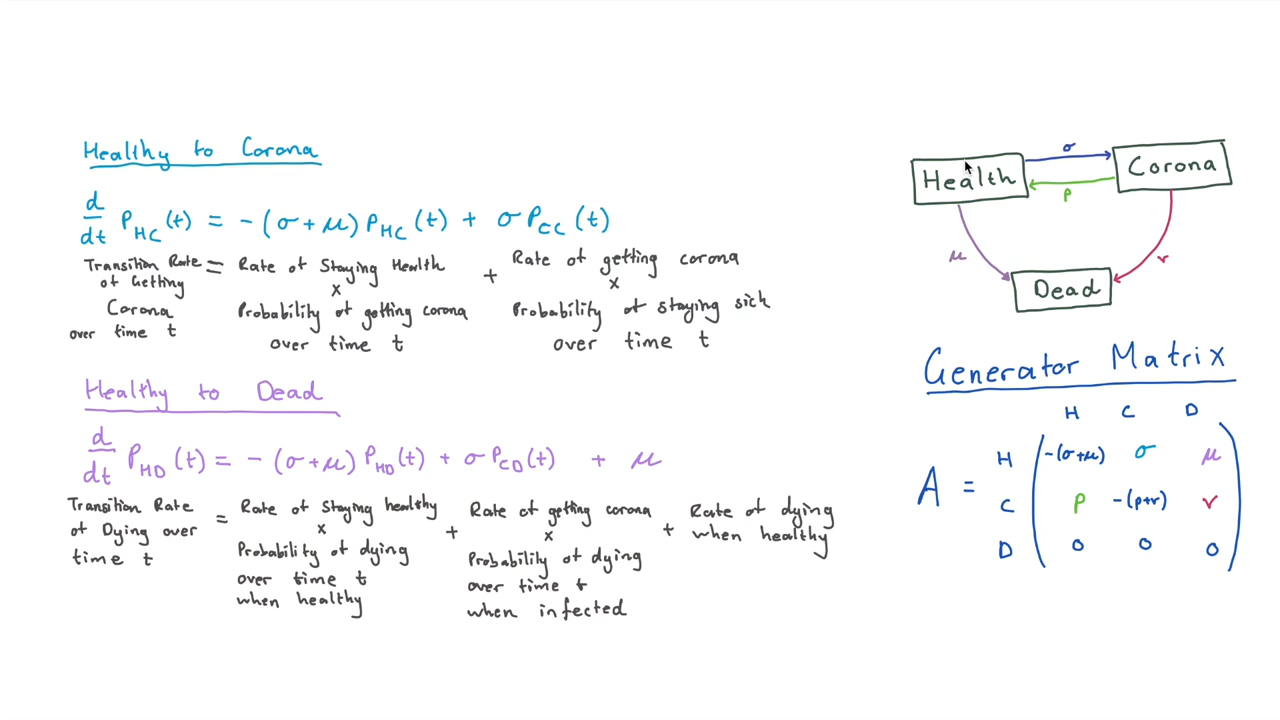 Healthy to Corona
d/dt P_HC(t) = -(σ+μ) P_HC(t) + σ P_CC(t)
Transition Rate of Getting Corona over time t = Rate of Staying Health x Probability of getting corona over time t + Rate of getting corona x Probability of staying sick over time t
Healthy to Dead
d/dt P_HD(t) = -(σ+μ) P_HD(t) + σ P_CD(t) + μ
Transition Rate of Dying over time t = Rate of Staying healthy x Probability of dying over time t when healthy + Rate of getting corona x Probability of dying over time t when infected + Rate of dying when healthy
Health
σ
ρ
Corona
μ
ν
Dead
Generator Matrix
H C D
H -(σ+μ) σ μ
A = C ρ -(ρ+ν) ν
D 0 0 0